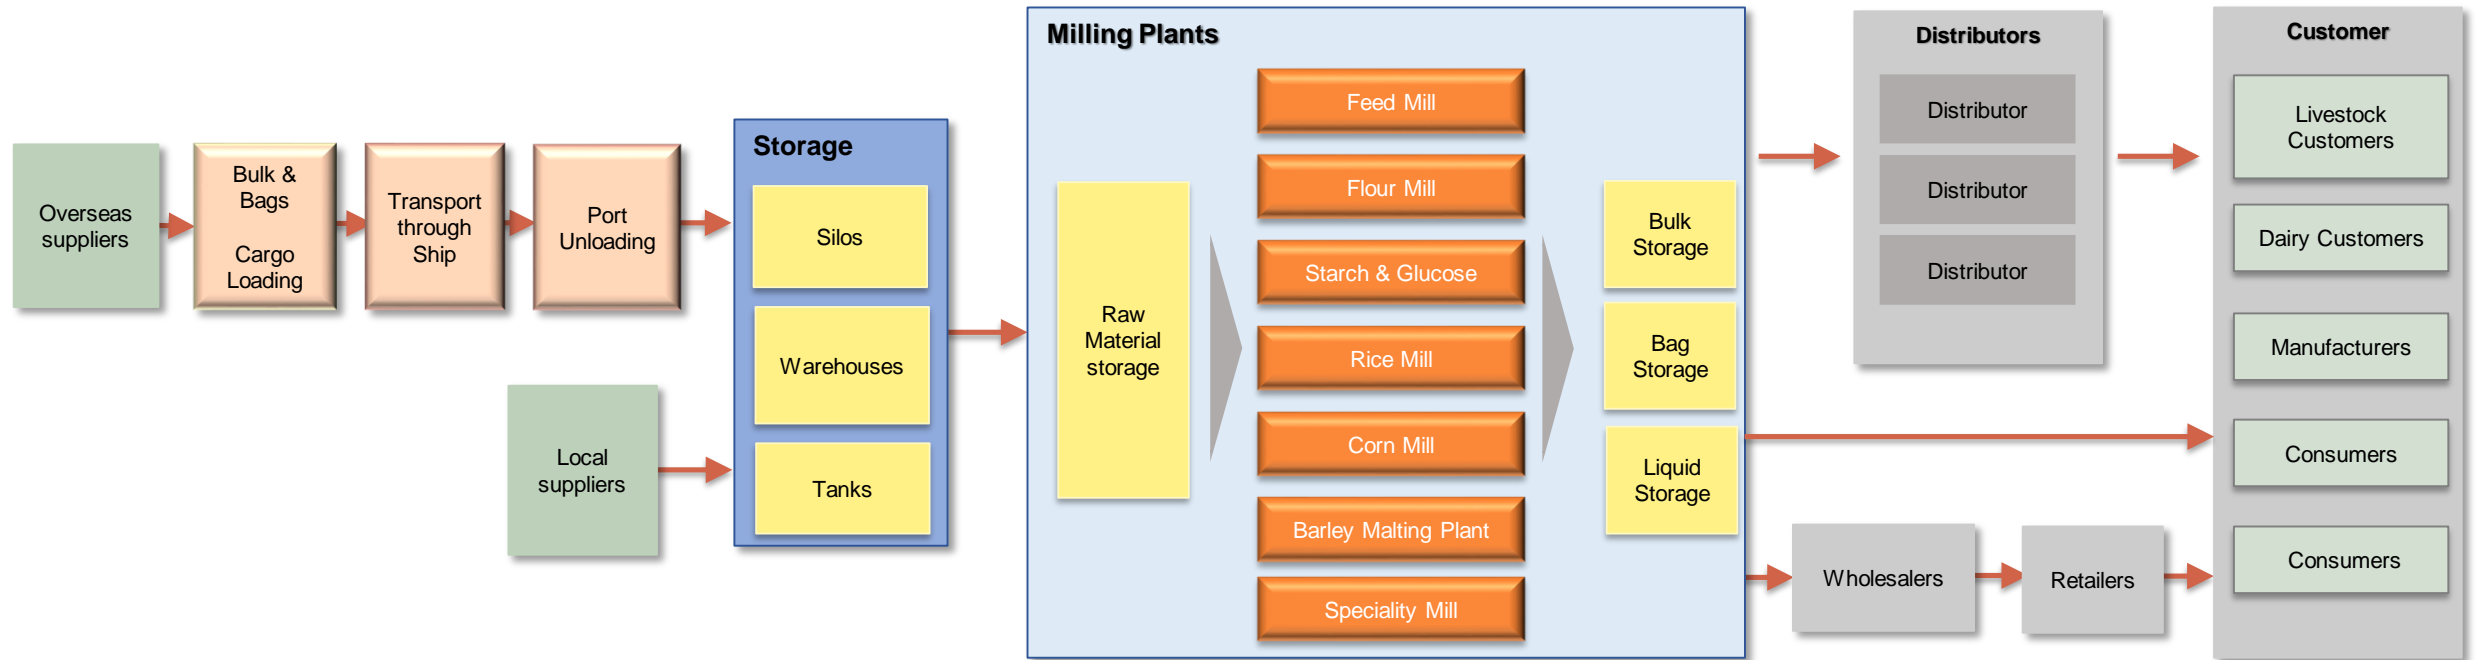 Overseas
suppliers
Bulk &
Bags
Cargo
Loading
Transport
through
Ship
Port
Unloading
Local
suppliers
Storage
Silos
Warehouses
Tanks
Milling Plants
Raw
Material
storage
Feed Mill
Flour Mill
Starch & Glucose
Rice Mill
Corn Mill
Barley Malting Plant
Speciality Mill
Bulk
Storage
Bag
Storage
Liquid
Storage
Distributors
Distributor
Distributor
Distributor
Wholesalers
Retailers
Customer
Livestock
Customers
Dairy Customers
Manufacturers
Consumers
Consumers